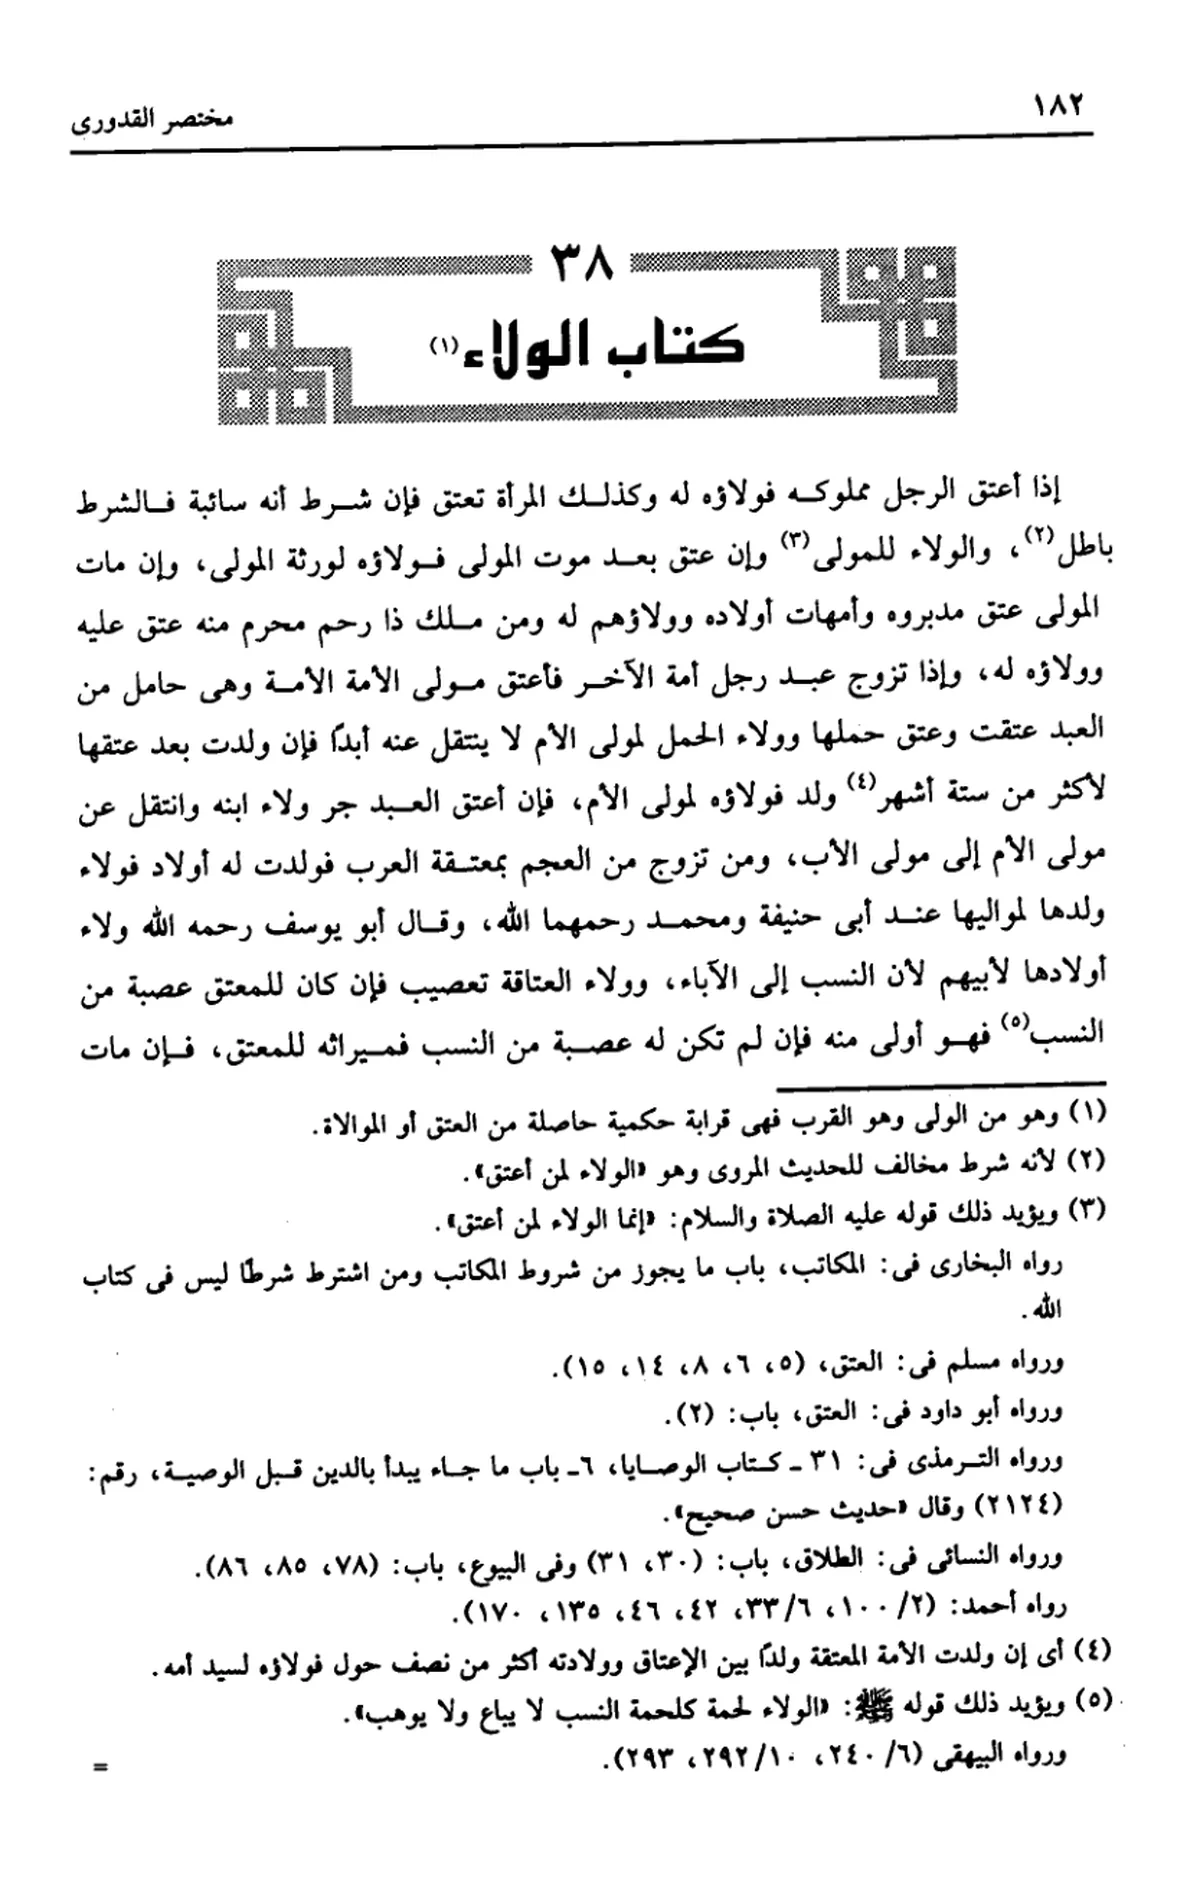 ١٨٢
مختصر القدورى
٣٨
كتاب الولاء(١)
إذا أعتق الرجل مملوكه فولاؤه له وكذلك المرأة تعتق فإن شرط أنه سائبة فالشرط
باطل(٢)، والولاء للمولى(٣) وإن عتق بعد موت المولى فولاؤه لورثة المولى، وإن مات
المولى عتق مدبروه وأمهات أولاده وولاؤهم له ومن ملك ذا رحم محرم منه عتق عليه
وولاؤه له، وإذا تزوج عبد رجل أمة الآخر فأعتق مولى الأمة الأمة وهى حامل من
العبد عتقت وعتق حملها وولاء الحمل لمولى الأم لا ينتقل عنه أبدًا فإن ولدت بعد عتقها
لأكثر من ستة أشهر(٤) ولد فولاؤه لمولى الأم، فإن أعتق العبد جر ولاء ابنه وانتقل عن
مولى الأم إلى مولى الأب، ومن تزوج من العجم بمعتقة العرب فولدت له أولاد فولاء
ولدها لمواليها عند أبى حنيفة ومحمد رحمهما الله، وقال أبو يوسف رحمه الله ولاء
أولادها لأبيهم لأن النسب إلى الآباء، وولاء العتاقة تعصيب فإن كان للمعتق عصبة من
النسب(٥) فهو أولى منه فإن لم تكن له عصبة من النسب فميراثه للمعتق، فإن مات
(١) وهو من الولى وهو القرب فهى قرابة حكمية حاصلة من العتق أو الموالاة.
(٢) لأنه شرط مخالف للحديث المروى وهو «الولاء لمن أعتق».
(٣) ويؤيد ذلك قوله عليه الصلاة والسلام: «إنما الولاء لمن أعتق».
رواه البخارى فى: المكاتب، باب ما يجوز من شروط المكاتب ومن اشترط شرطًا ليس فى كتاب
الله.
ورواه مسلم فى: العتق، (٥، ٦، ٨، ١٤، ١٥).
ورواه أبو داود فى: العتق، باب: (٢).
ورواه الترمذى فى: ٣١ - كتاب الوصايا، ٦- باب ما جاء يبدأ بالدين قبل الوصية، رقم:
(٢١٢٤) وقال «حديث حسن صحيح».
ورواه النسائى فى: الطلاق، باب: (٣٠، ٣١) وفى البيوع، باب: (٧٨، ٨٥، ٨٦).
رواه أحمد: (٢/ ١٠٠، ٣٣/٦، ٤٢، ٤٦، ١٣٥، ١٧٠).
(٤) أى إن ولدت الأمة المعتقة ولدًا بين الإعتاق وولادته أكثر من نصف حول فولاؤه لسيد أمه.
(٥) ويؤيد ذلك قوله ﷺ: «الولاء لحمة كلحمة النسب لا يباع ولا يوهب».
ورواه البيهقى (٦/ ٢٤٠، ٢٩٢/١٠، ٢٩٣).
=